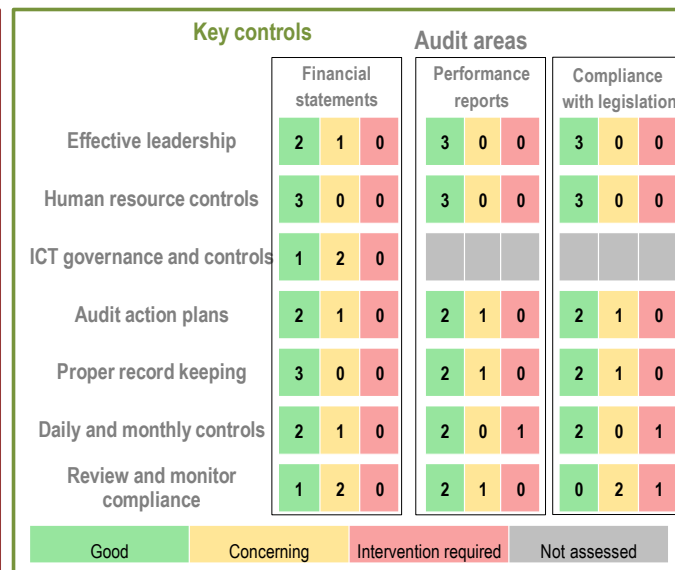 Key controls
Audit areas
Financial statements
Performance reports
Compliance with legislation
Effective leadership 2 1 0 3 0 0 3 0 0
Human resource controls 3 0 0 3 0 0 3 0 0
ICT governance and controls 1 2 0
Audit action plans 2 1 0 2 1 0 2 1 0
Proper record keeping 3 0 0 2 1 0 2 1 0
Daily and monthly controls 2 1 0 2 0 1 2 0 1
Review and monitor
compliance 1 2 0 2 1 0 0 2 1
Good Concerning Intervention required Not assessed